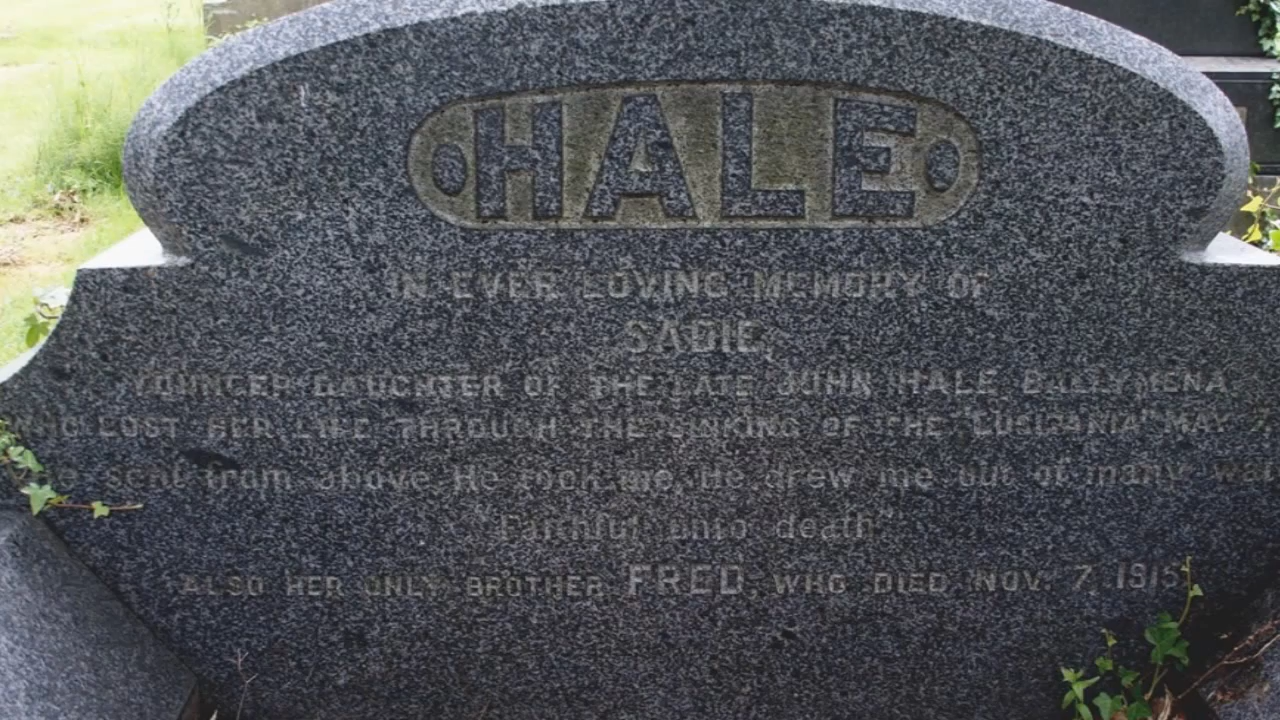 HALE
IN EVER LOVING MEMORY OF
SADIE,
YOUNGER DAUGHTER OF THE LATE JOHN HALE, BALLYMENA
WHO LOST HER LIFE THROUGH THE SINKING OF THE "LUSITANIA" MAY 7
sent from above He took me, He drew me out of many
"Faithful unto death"
ALSO HER ONLY BROTHER FRED, WHO DIED NOV. 7, 1915